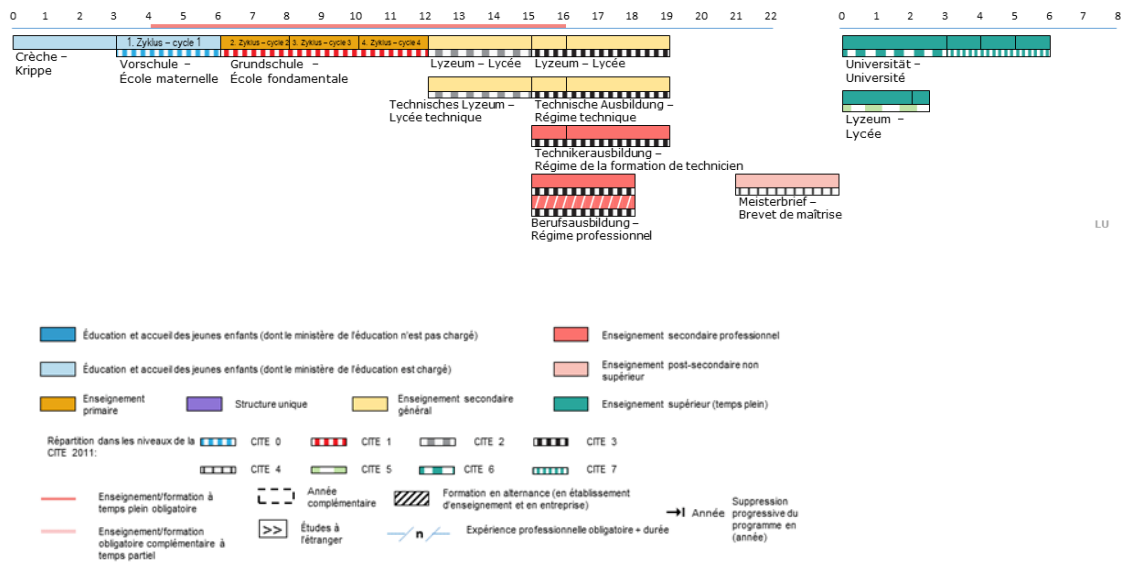 0 1 2 3 4 5 6 7 8 9 10 11 12 13 14 15 16 17 18 19 20 21 22
0 1 2 3 4 5 6 7 8
1. Zyklus – cycle 1
2. Zyklus – cycle 2
3. Zyklus – cycle 3
4. Zyklus – cycle 4
Crèche –
Krippe
Vorschule –
École maternelle
Grundschule –
École fondamentale
Lyzeum – Lycée
Lyzeum – Lycée
Technisches Lyzeum –
Lycée technique
Technische Ausbildung –
Régime technique
Technikerausbildung –
Régime de la formation de technicien
Berufsausbildung –
Régime professionnel
Meisterbrief –
Brevet de maîtrise
Universität –
Université
Lyzeum –
Lycée
LU
Éducation et accueil des jeunes enfants (dont le ministère de l'éducation n'est pas chargé)
Enseignement secondaire professionnel
Éducation et accueil des jeunes enfants (dont le ministère de l'éducation est chargé)
Enseignement post-secondaire non
supérieur
Enseignement
primaire
Structure unique
Enseignement secondaire
général
Enseignement supérieur (temps plein)
Répartition dans les niveaux de la
CITE 2011:
CITE 0
CITE 1
CITE 2
CITE 3
CITE 4
CITE 5
CITE 6
CITE 7
Enseignement/formation à
temps plein obligatoire
Année
complémentaire
Formation en alternance (en établissement
d'enseignement et en entreprise)
Année
Suppression
progressive du
programme en
(année)
Enseignement/formation
obligatoire complémentaire à
temps partiel
>>
Études à
l'étranger
n
Expérience professionnelle obligatoire + durée